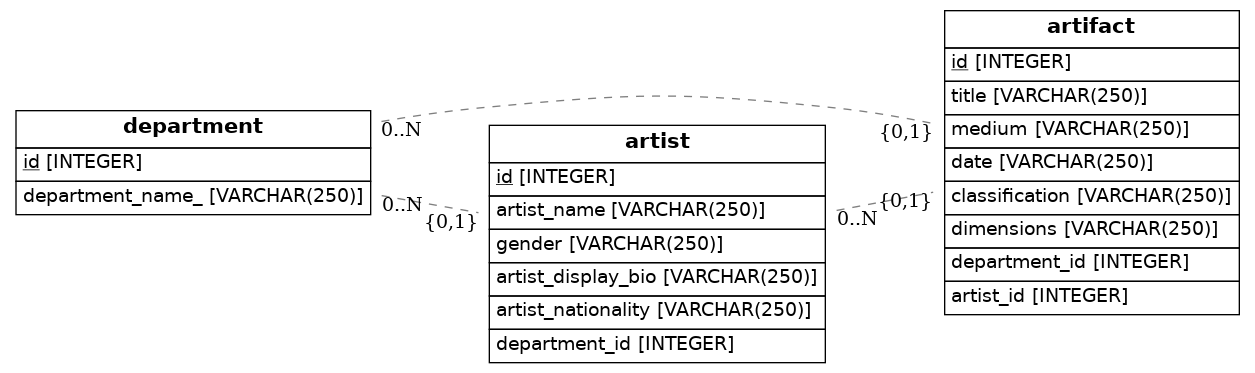 department
id [INTEGER]
department_name_ [VARCHAR(250)]
0..N
{0,1}
0..N
{0,1}
artist
id [INTEGER]
artist_name [VARCHAR(250)]
gender [VARCHAR(250)]
artist_display_bio [VARCHAR(250)]
artist_nationality [VARCHAR(250)]
department_id [INTEGER]
0..N
{0,1}
artifact
id [INTEGER]
title [VARCHAR(250)]
medium [VARCHAR(250)]
date [VARCHAR(250)]
classification [VARCHAR(250)]
dimensions [VARCHAR(250)]
department_id [INTEGER]
artist_id [INTEGER]